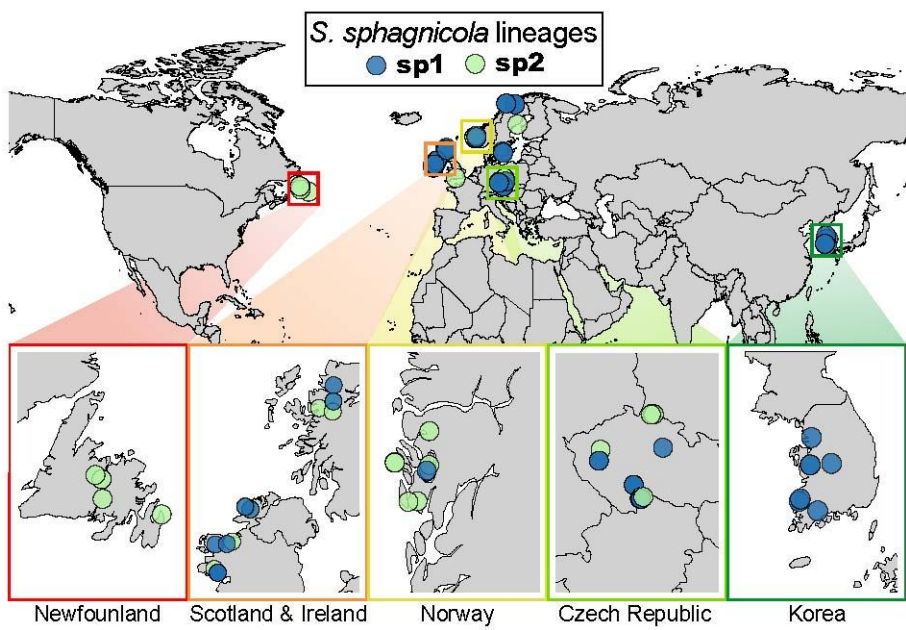 S. sphagnicola lineages
sp1 sp2
Newfounland
Scotland & Ireland
Norway
Czech Republic
Korea